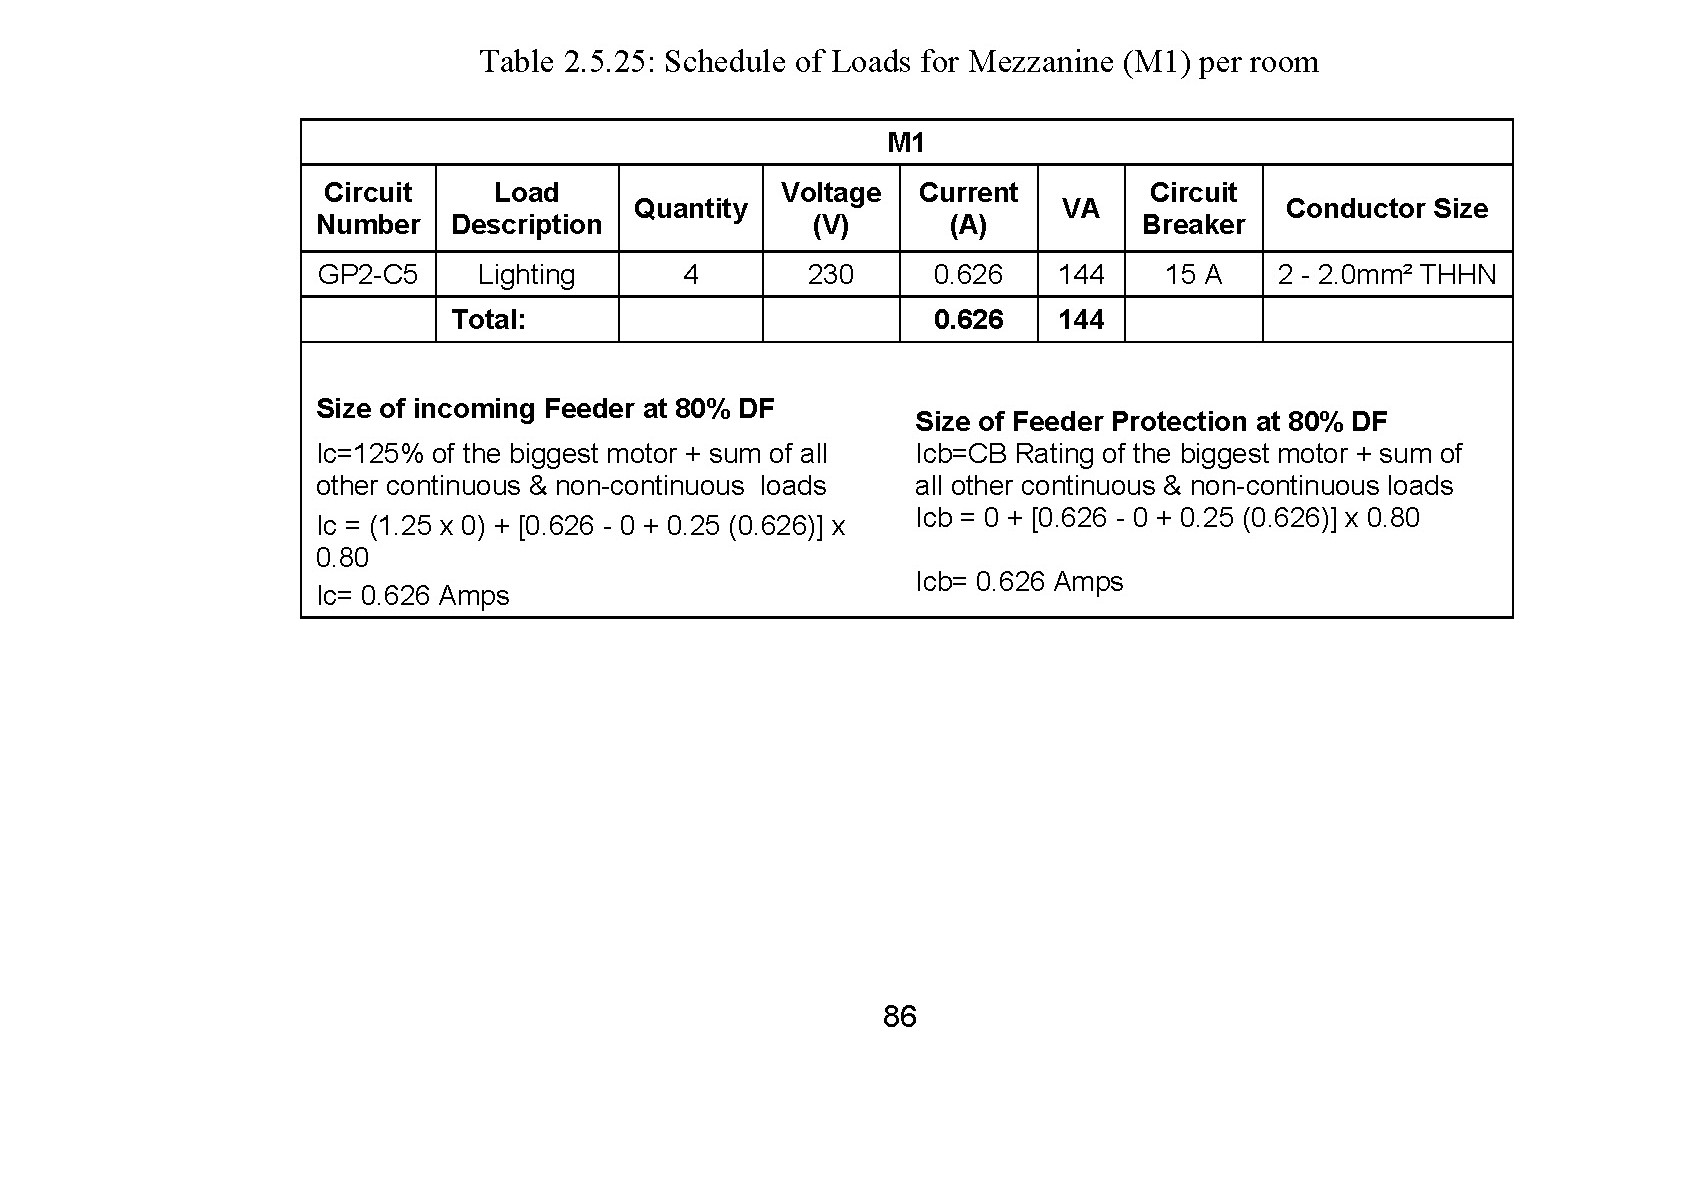 Table 2.5.25: Schedule of Loads for Mezzanine (M1) per room
M1
Circuit Number Load Description Quantity Voltage (V) Current (A) VA Circuit Breaker Conductor Size
GP2-C5 Lighting 4 230 0.626 144 15 A 2 - 2.0mm² THHN
Total: 0.626 144
Size of incoming Feeder at 80% DF
Ic=125% of the biggest motor + sum of all
other continuous & non-continuous  loads
Ic = (1.25 x 0) + [0.626 - 0 + 0.25 (0.626)] x
0.80
Ic= 0.626 Amps
Size of Feeder Protection at 80% DF
Icb=CB Rating of the biggest motor + sum of
all other continuous & non-continuous loads
Icb = 0 + [0.626 - 0 + 0.25 (0.626)] x 0.80
Icb= 0.626 Amps
86